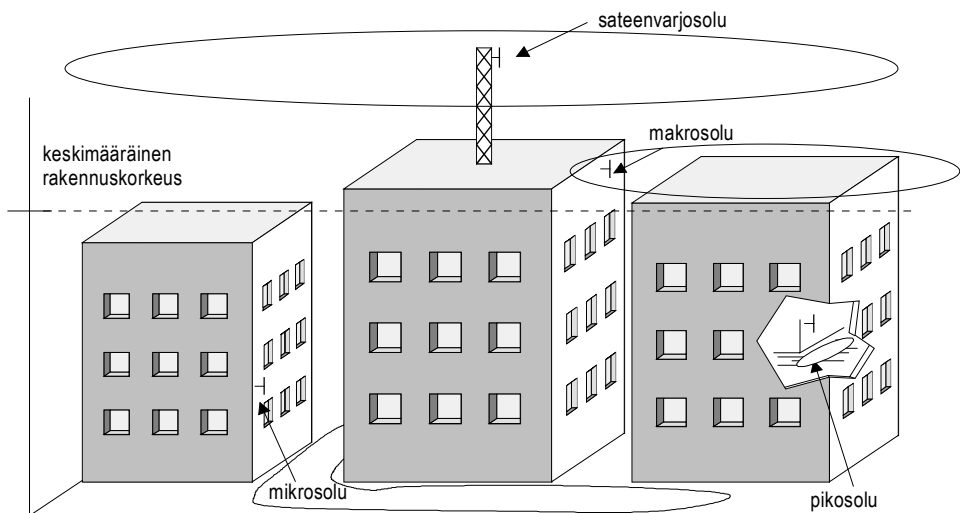 sateenvarjosolu
makrosolu
keskimääräinen
rakennuskorkeus
mikrosolu
pikosolu